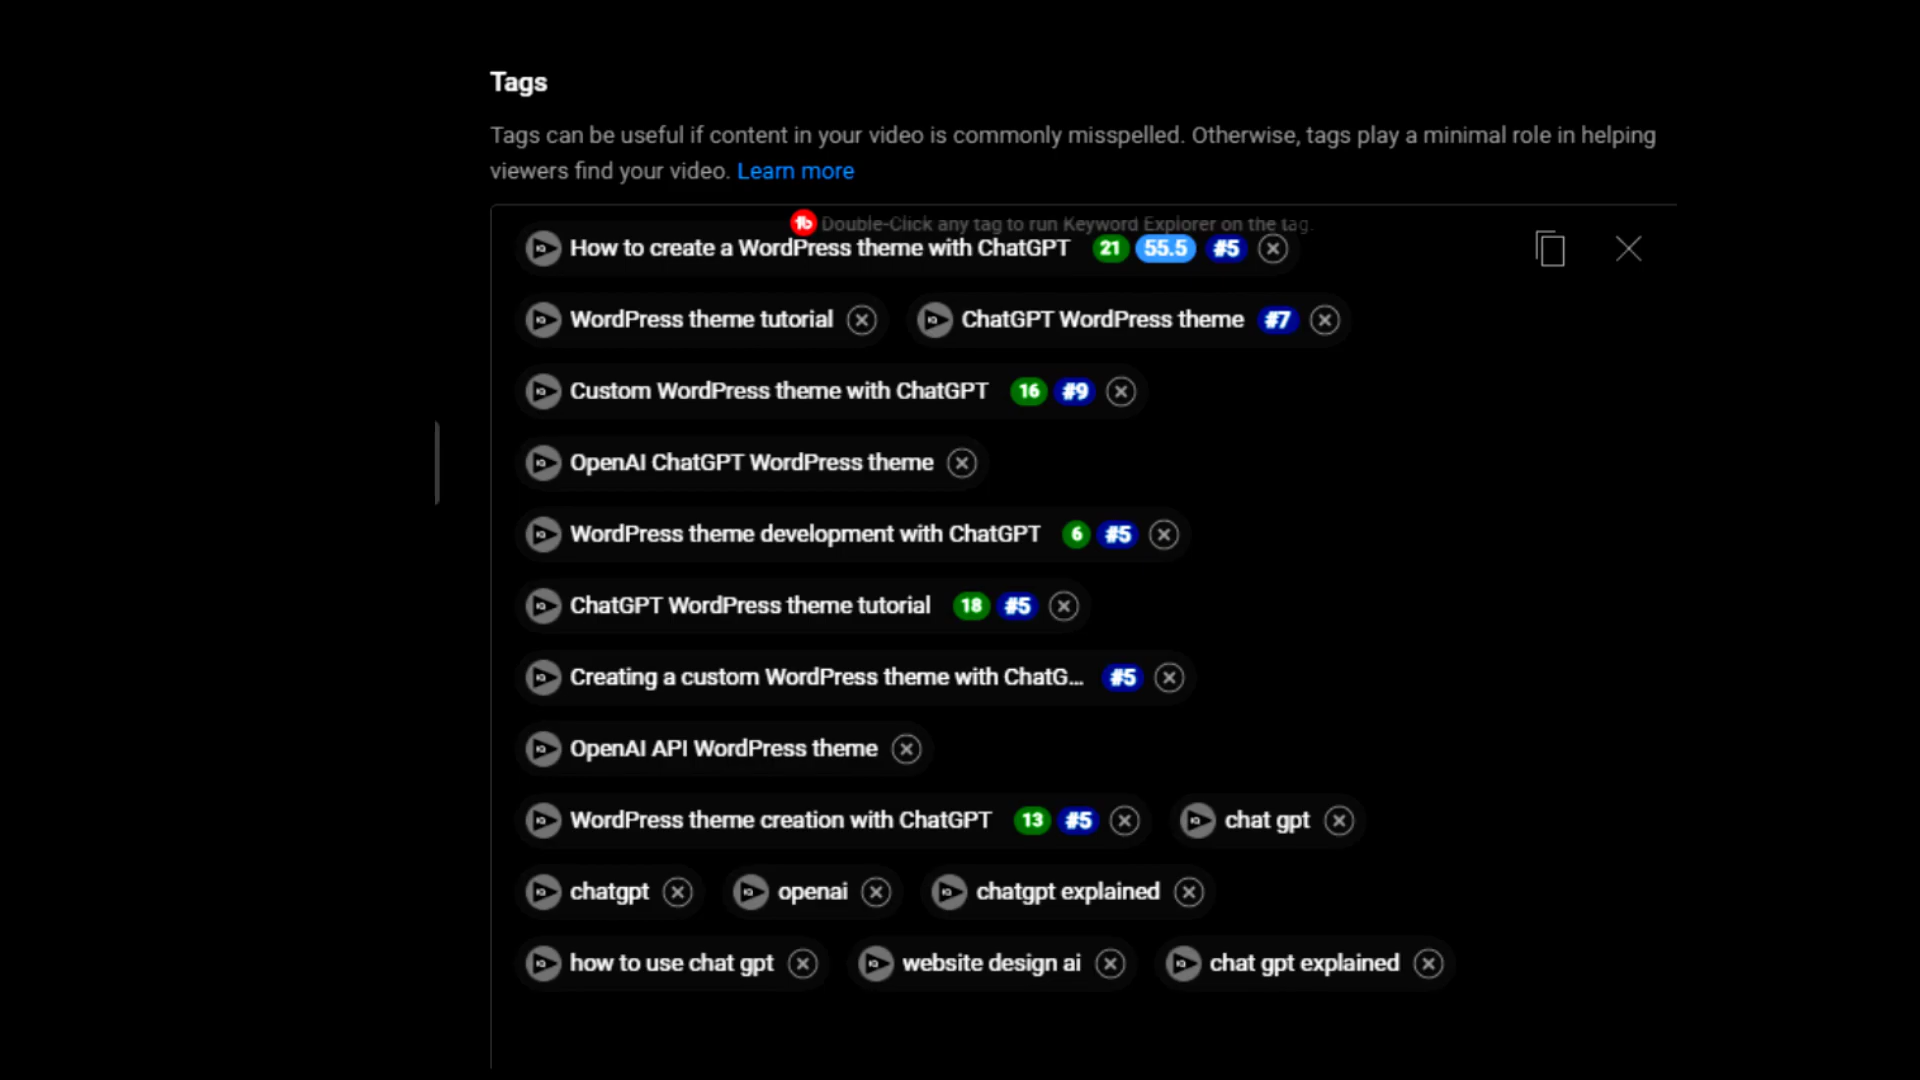 Tags
Tags can be useful if content in your video is commonly misspelled. Otherwise, tags play a minimal role in helping
viewers find your video. Learn more
tb Double-Click any tag to run Keyword Explorer on the tag.
How to create a WordPress theme with ChatGPT 21 55.5 #5
WordPress theme tutorial ChatGPT WordPress theme #7
Custom WordPress theme with ChatGPT 16 #9
OpenAI ChatGPT WordPress theme
WordPress theme development with ChatGPT 6 #5
ChatGPT WordPress theme tutorial 18 #5
Creating a custom WordPress theme with ChatG... #5
OpenAI API WordPress theme
WordPress theme creation with ChatGPT 13 #5 chat gpt
chatgpt openai chatgpt explained
how to use chat gpt website design ai chat gpt explained